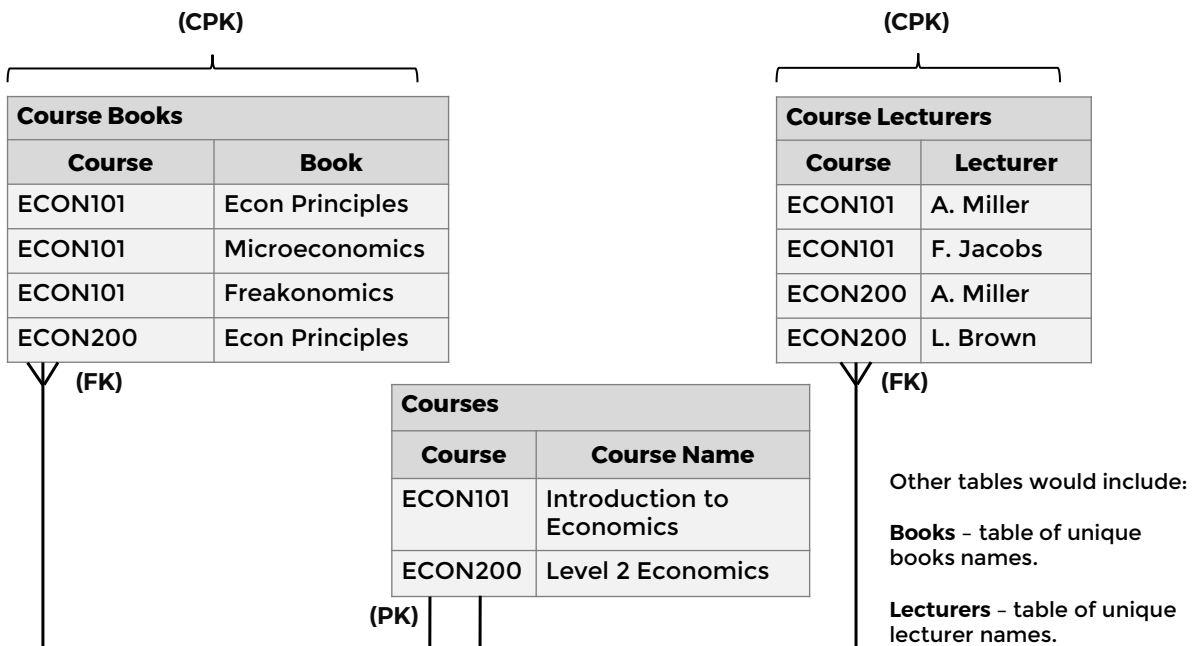 (CPK)
Course Books
Course Book
ECON101 Econ Principles
ECON101 Microeconomics
ECON101 Freakonomics
ECON200 Econ Principles
(FK)
(CPK)
Course Lecturers
Course Lecturer
ECON101 A. Miller
ECON101 F. Jacobs
ECON200 A. Miller
ECON200 L. Brown
(FK)
Courses
Course Course Name
ECON101 Introduction to
Economics
ECON200 Level 2 Economics
(PK)
Other tables would include:
Books – table of unique
books names.
Lecturers – table of unique
lecturer names.